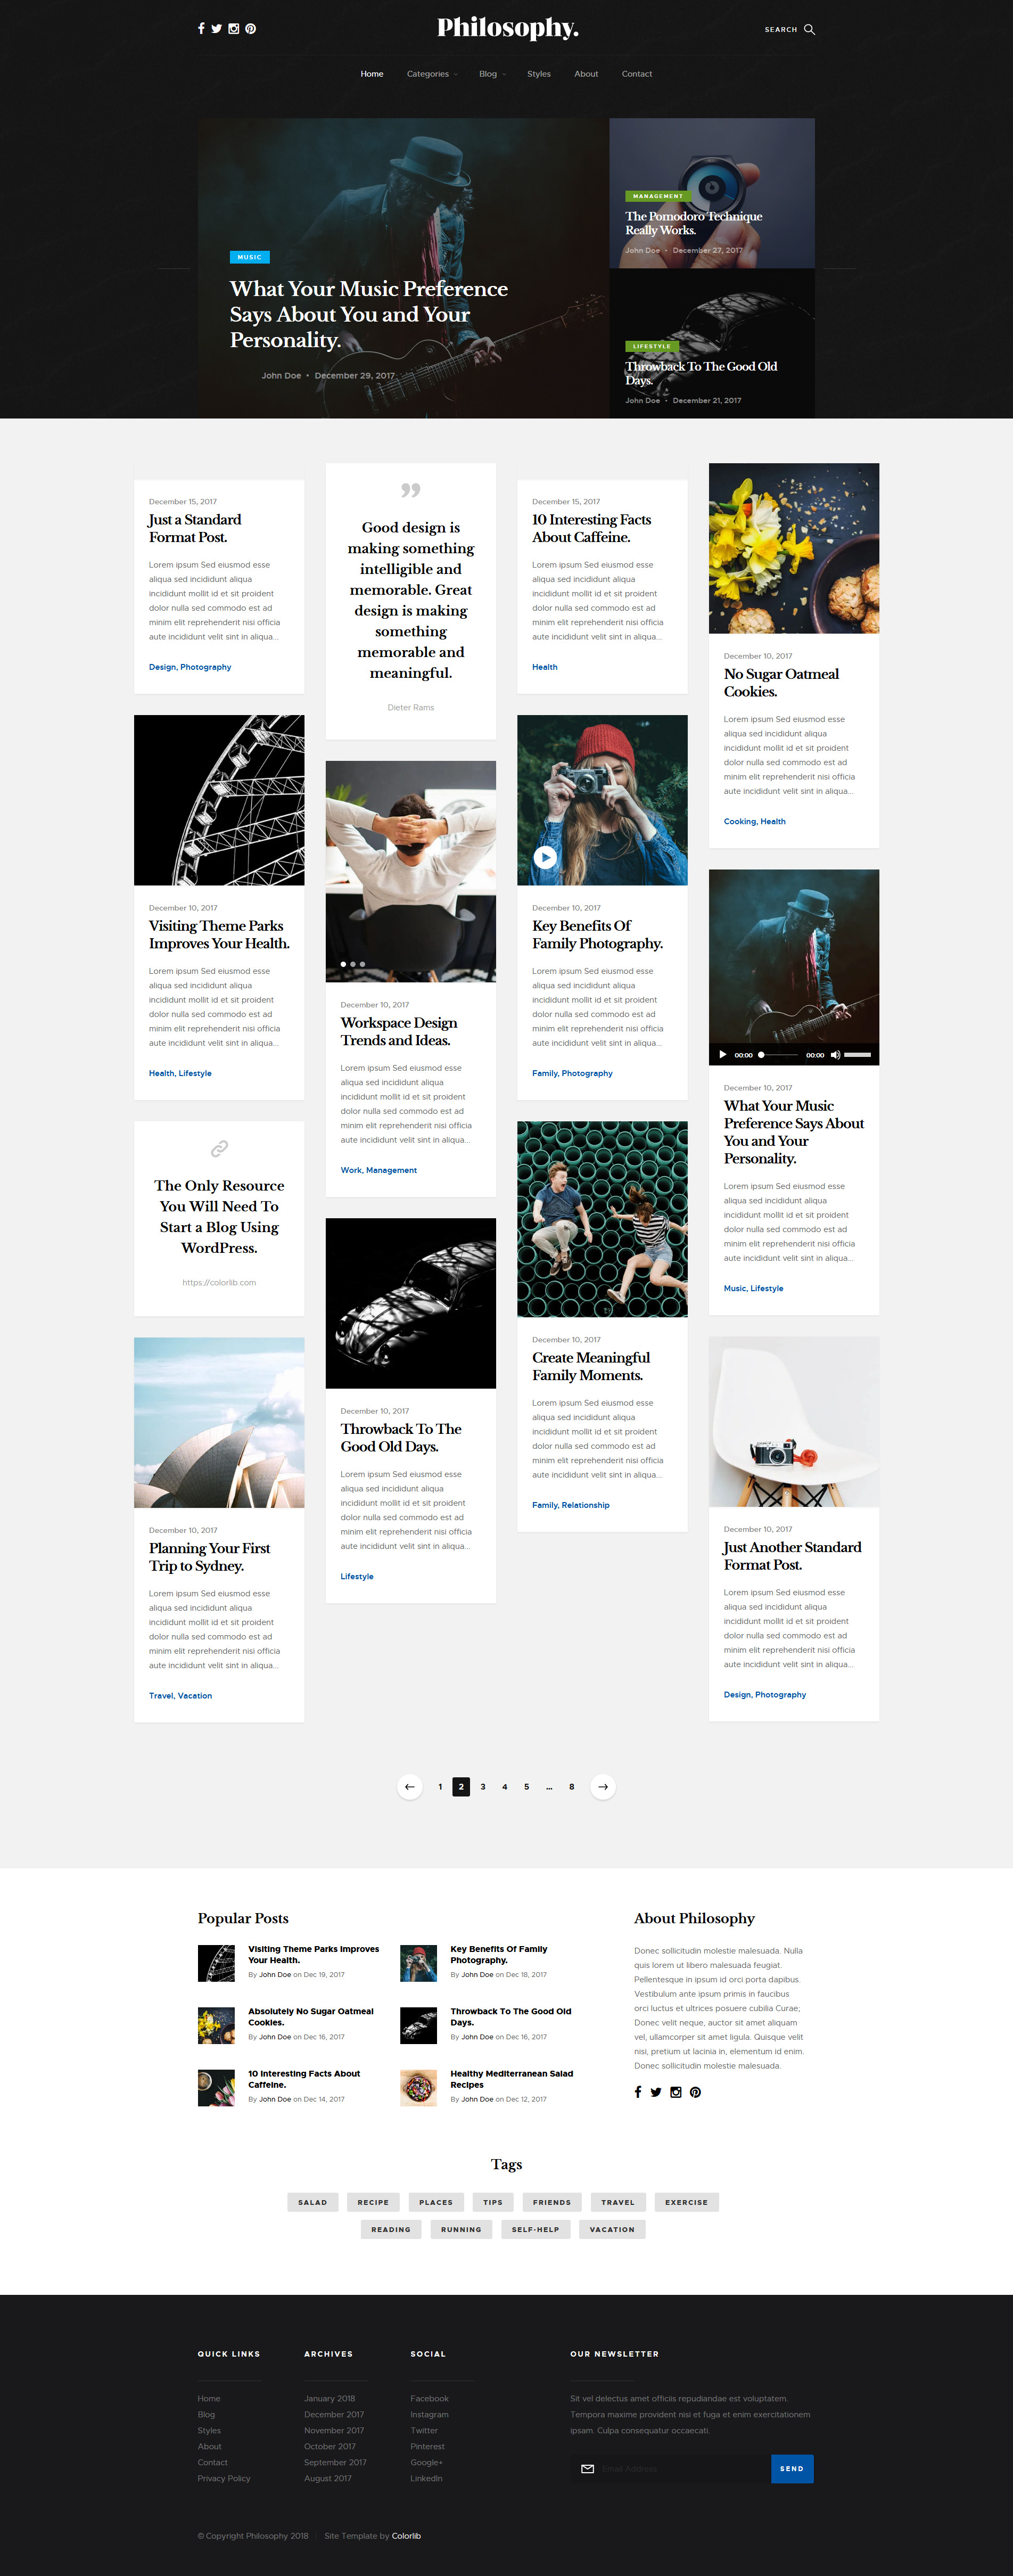 Philosophy.
SEARCH
Home
Categories
Blog
Styles
About
Contact
MUSIC
What Your Music Preference
Says About You and Your
Personality.
John Doe • December 29, 2017
MANAGEMENT
The Pomodoro Technique
Really Works.
John Doe • December 27, 2017
LIFESTYLE
Throwback To The Good Old
Days.
John Doe • December 21, 2017
December 15, 2017
Just a Standard
Format Post.
Lorem ipsum Sed eiusmod esse
aliqua sed incididunt aliqua
incididunt mollit id et sit proident
dolor nulla sed commodo est ad
minim elit reprehenderit nisi officia
aute incididunt velit sint in aliqua...
Design, Photography
December 10, 2017
Visiting Theme Parks
Improves Your Health.
Lorem ipsum Sed eiusmod esse
aliqua sed incididunt aliqua
incididunt mollit id et sit proident
dolor nulla sed commodo est ad
minim elit reprehenderit nisi officia
aute incididunt velit sint in aliqua...
Health, Lifestyle
The Only Resource
You Will Need To
Start a Blog Using
WordPress.
https://colorlib.com
December 10, 2017
Planning Your First
Trip to Sydney.
Lorem ipsum Sed eiusmod esse
aliqua sed incididunt aliqua
incididunt mollit id et sit proident
dolor nulla sed commodo est ad
minim elit reprehenderit nisi officia
aute incididunt velit sint in aliqua...
Travel, Vacation
Good design is
making something
intelligible and
memorable. Great
design is making
something
memorable and
meaningful.
Dieter Rams
December 10, 2017
Workspace Design
Trends and Ideas.
Lorem ipsum Sed eiusmod esse
aliqua sed incididunt aliqua
incididunt mollit id et sit proident
dolor nulla sed commodo est ad
minim elit reprehenderit nisi officia
aute incididunt velit sint in aliqua...
Work, Management
December 10, 2017
Throwback To The
Good Old Days.
Lorem ipsum Sed eiusmod esse
aliqua sed incididunt aliqua
incididunt mollit id et sit proident
dolor nulla sed commodo est ad
minim elit reprehenderit nisi officia
aute incididunt velit sint in aliqua...
Lifestyle
December 15, 2017
10 Interesting Facts
About Caffeine.
Lorem ipsum Sed eiusmod esse
aliqua sed incididunt aliqua
incididunt mollit id et sit proident
dolor nulla sed commodo est ad
minim elit reprehenderit nisi officia
aute incididunt velit sint in aliqua...
Health
December 10, 2017
Key Benefits Of
Family Photography.
Lorem ipsum Sed eiusmod esse
aliqua sed incididunt aliqua
incididunt mollit id et sit proident
dolor nulla sed commodo est ad
minim elit reprehenderit nisi officia
aute incididunt velit sint in aliqua...
Family, Photography
December 10, 2017
Create Meaningful
Family Moments.
Lorem ipsum Sed eiusmod esse
aliqua sed incididunt aliqua
incididunt mollit id et sit proident
dolor nulla sed commodo est ad
minim elit reprehenderit nisi officia
aute incididunt velit sint in aliqua...
Family, Relationship
December 10, 2017
No Sugar Oatmeal
Cookies.
Lorem ipsum Sed eiusmod esse
aliqua sed incididunt aliqua
incididunt mollit id et sit proident
dolor nulla sed commodo est ad
minim elit reprehenderit nisi officia
aute incididunt velit sint in aliqua...
Cooking, Health
00:00 00:00
December 10, 2017
What Your Music
Preference Says About
You and Your
Personality.
Lorem ipsum Sed eiusmod esse
aliqua sed incididunt aliqua
incididunt mollit id et sit proident
dolor nulla sed commodo est ad
minim elit reprehenderit nisi officia
aute incididunt velit sint in aliqua...
Music, Lifestyle
December 10, 2017
Just Another Standard
Format Post.
Lorem ipsum Sed eiusmod esse
aliqua sed incididunt aliqua
incididunt mollit id et sit proident
dolor nulla sed commodo est ad
minim elit reprehenderit nisi officia
aute incididunt velit sint in aliqua...
Design, Photography
1 2 3 4 5 ... 8
Popular Posts
Visiting Theme Parks Improves
Your Health.
By John Doe on Dec 19, 2017
Key Benefits Of Family
Photography.
By John Doe on Dec 18, 2017
Absolutely No Sugar Oatmeal
Cookies.
By John Doe on Dec 16, 2017
Throwback To The Good Old
Days.
By John Doe on Dec 16, 2017
10 Interesting Facts About
Caffeine.
By John Doe on Dec 14, 2017
Healthy Mediterranean Salad
Recipes
By John Doe on Dec 12, 2017
About Philosophy
Donec sollicitudin molestie malesuada. Nulla
quis lorem ut libero malesuada feugiat.
Pellentesque in ipsum id orci porta dapibus.
Vestibulum ante ipsum primis in faucibus
orci luctus et ultrices posuere cubilia Curae;
Donec velit neque, auctor sit amet aliquam
vel, ullamcorper sit amet ligula. Quisque velit
nisi, pretium ut lacinia in, elementum id enim.
Donec sollicitudin molestie malesuada.
Tags
SALAD RECIPE PLACES TIPS FRIENDS TRAVEL EXERCISE
READING RUNNING SELF-HELP VACATION
QUICK LINKS
Home
Blog
Styles
About
Contact
Privacy Policy
ARCHIVES
January 2018
December 2017
November 2017
October 2017
September 2017
August 2017
SOCIAL
Facebook
Instagram
Twitter
Pinterest
Google+
LinkedIn
OUR NEWSLETTER
Sit vel delectus amet officiis repudiandae est voluptatem.
Tempora maxime provident nisi et fuga et enim exercitationem
ipsam. Culpa consequatur occaecati.
Email Address
SEND
© Copyright Philosophy 2018
Site Template by Colorlib